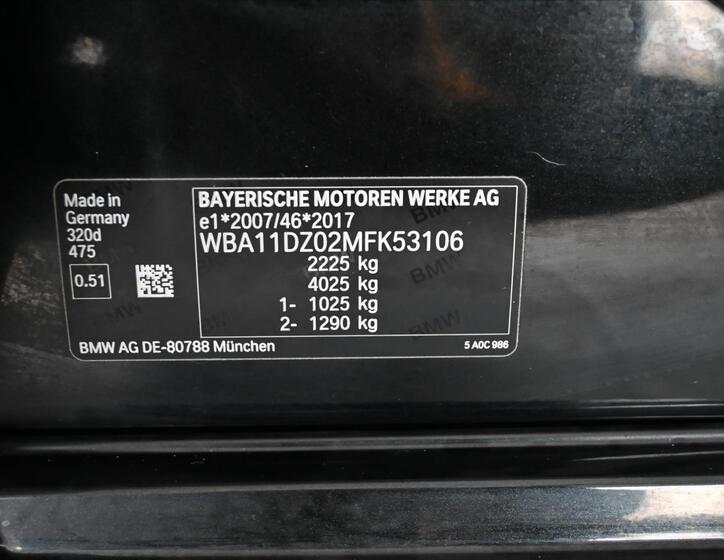 Made in
Germany
320d
475
0.51
BAYERISCHE MOTOREN WERKE AG
e1*2007/46*2017
WBA11DZ02MFK53106
2225 kg
4025 kg
1- 1025 kg
2- 1290 kg
BMW AG DE-80788 München
5 A0C 986